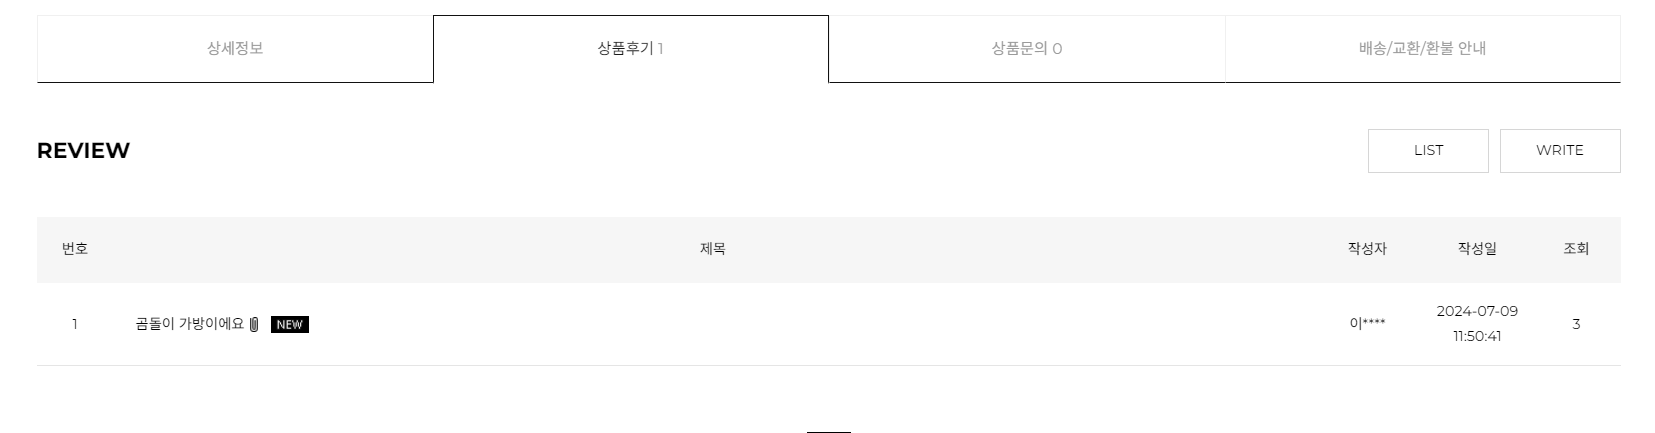 상세정보
상품후기 1
상품문의 0
배송/교환/환불 안내
REVIEW
LIST
WRITE
번호
제목
작성자
작성일
조회
1
곰돌이 가방이에요
NEW
이****
2024-07-09
11:50:41
3